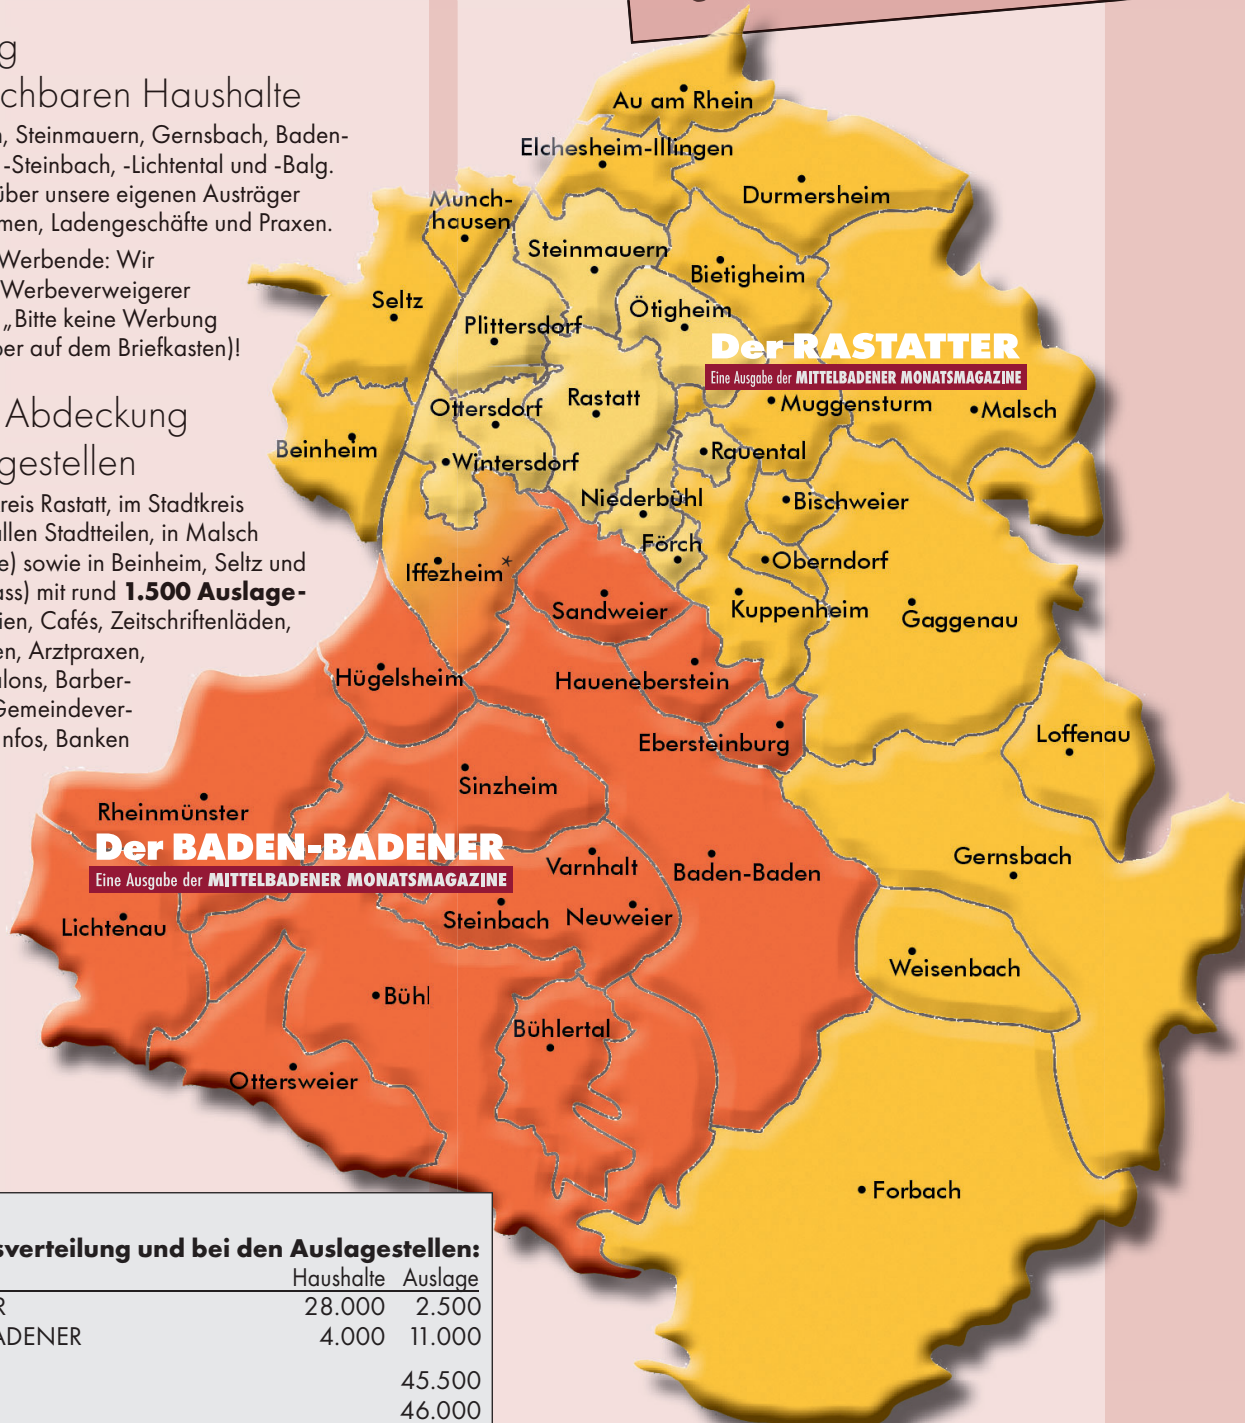 g
chbaren Haushalte
n, Steinmauern, Gernsbach, Baden-
-Steinbach, -Lichtental und -Balg.
über unsere eigenen Austräger
men, Ladengeschäfte und Praxen.
Werbende: Wir
Werbeverweigerer
„Bitte keine Werbung
ber auf dem Briefkasten)!
Abdeckung
gestellen
reis Rastatt, im Stadtkreis
allen Stadtteilen, in Malsch
e) sowie in Beinheim, Seltz und
ass) mit rund 1.500 Auslage-
ien, Cafés, Zeitschriftenläden,
en, Arztpraxen,
alons, Barber-
Gemeindever-
nfos, Banken
Au am Rhein
Elchesheim-Illingen
Durmersheim
Munch-
hausen
Steinmauern
Bietigheim
Seltz
Ötigheim
Plittersdorf
Der RASTATTER
Eine Ausgabe der MITTELBADENER MONATSMAGAZINE
Rastatt
Muggensturm
Malsch
Ottersdorf
Beinheim
Rauental
Wintersdorf
Niederbühl
Bischweier
Förch
Oberndorf
Iffezheim*
Sandweier
Kuppenheim
Gaggenau
Hügelsheim
Haueneberstein
Ebersteinburg
Loffenau
Sinzheim
Rheinmünster
Der BADEN-BADENER
Eine Ausgabe der MITTELBADENER MONATSMAGAZINE
Varnhalt
Baden-Baden
Gernsbach
Lichtenau
Steinbach
Neuweier
Weisenbach
Bühl
Bühlertal
Ottersweier
Forbach
sverteilung und bei den Auslagestellen:
Haushalte Auslage
R 28.000 2.500
ADENER 4.000 11.000
45.500
46.000